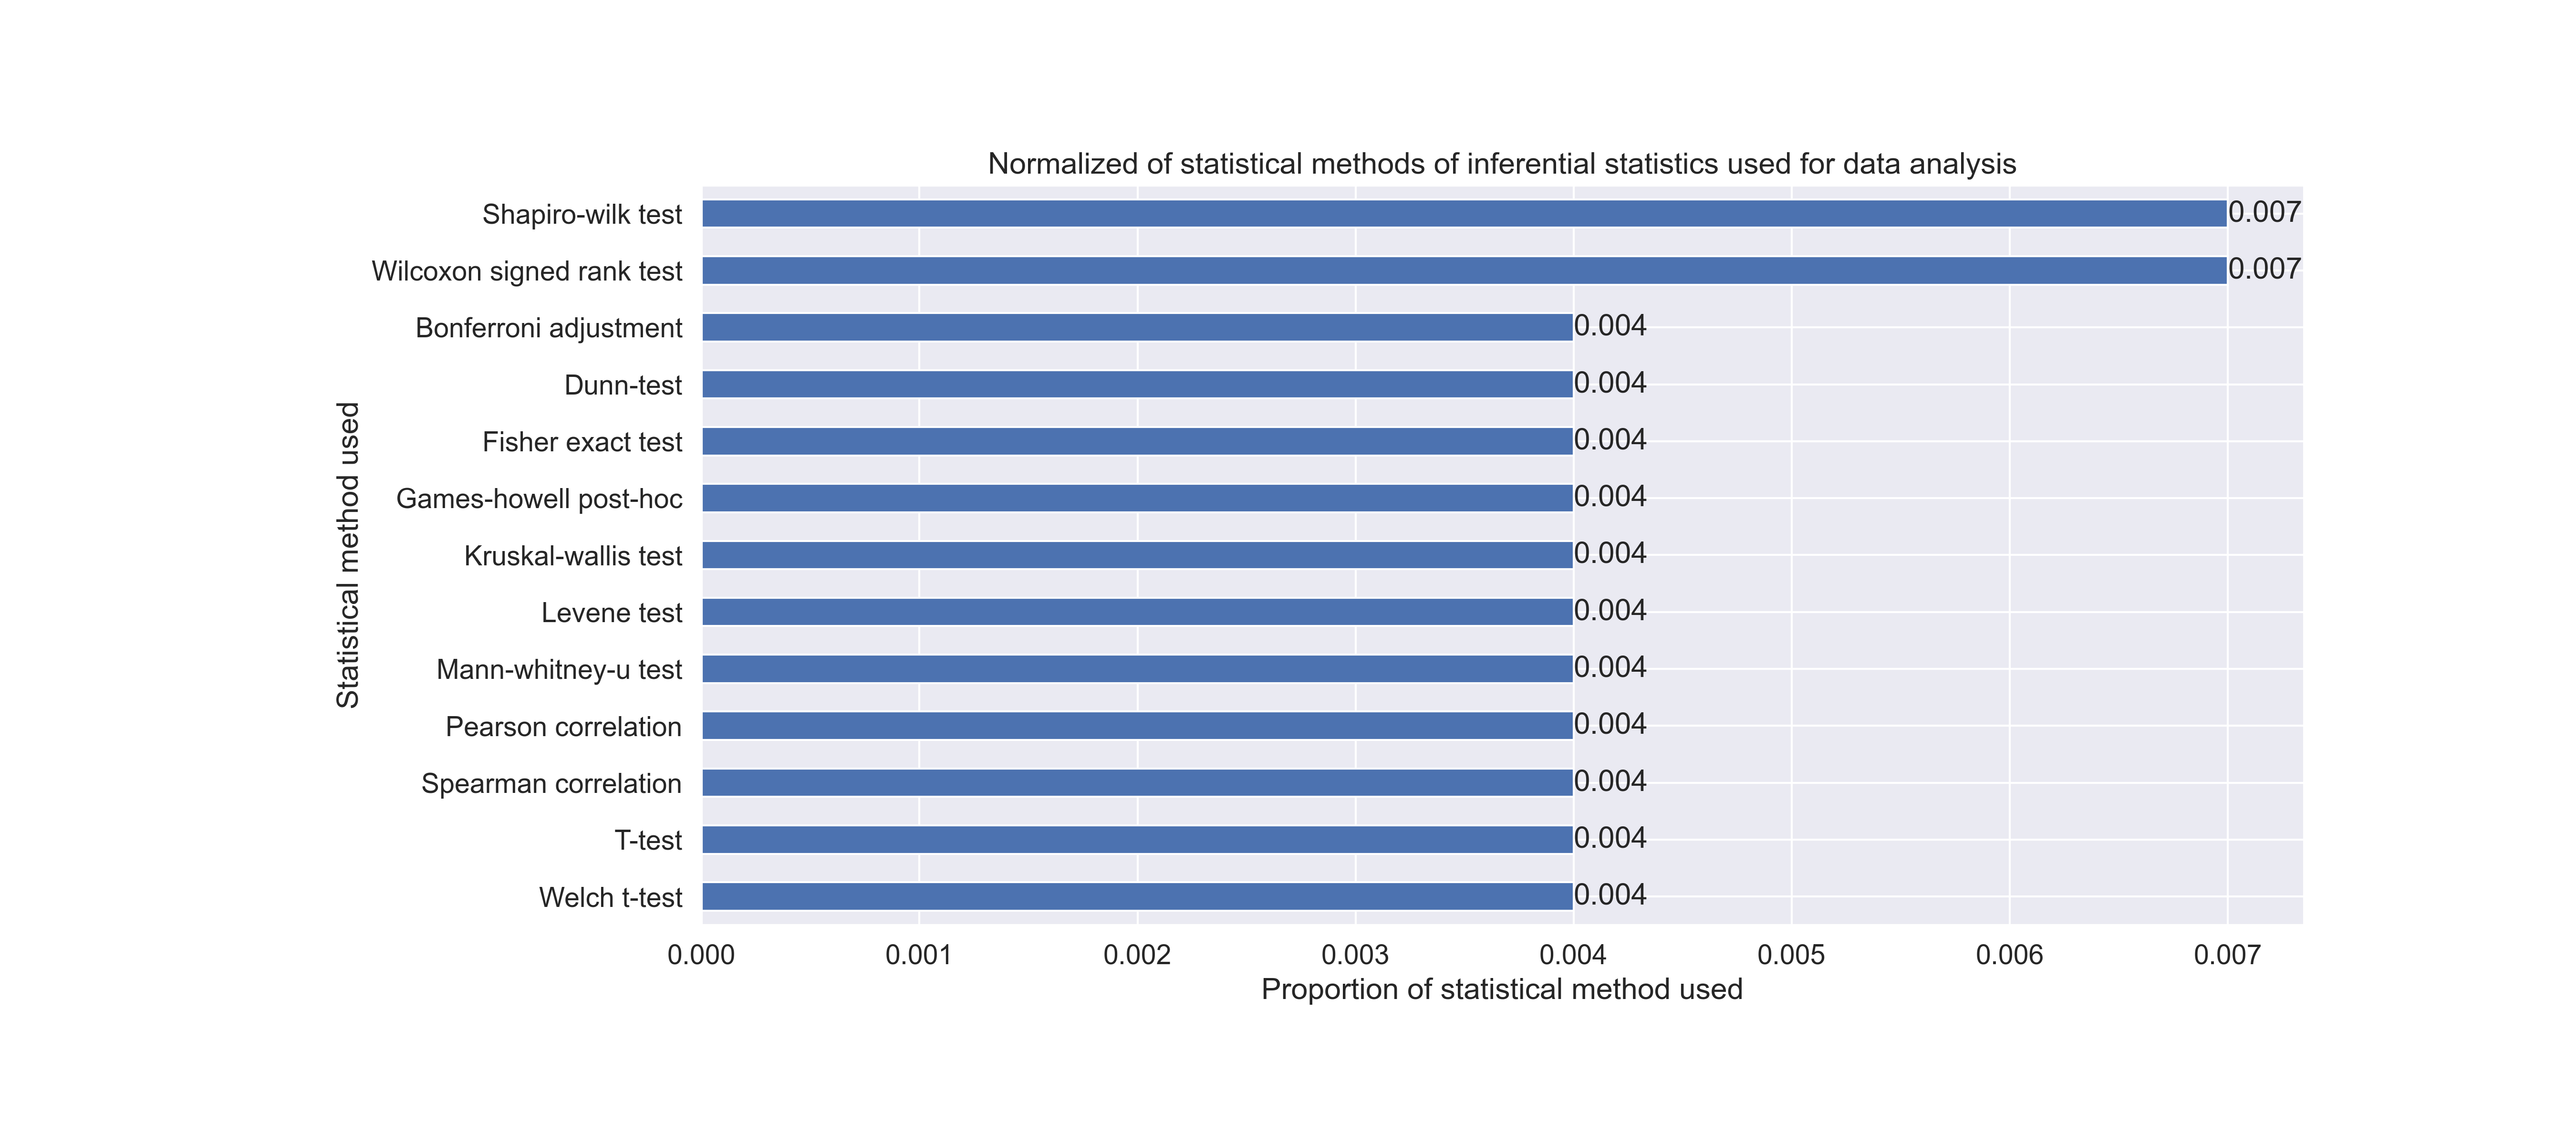 Normalized of statistical methods of inferential statistics used for data analysis
Statistical method used
Shapiro-wilk test 0.007
Wilcoxon signed rank test 0.007
Bonferroni adjustment 0.004
Dunn-test 0.004
Fisher exact test 0.004
Games-howell post-hoc 0.004
Kruskal-wallis test 0.004
Levene test 0.004
Mann-whitney-u test 0.004
Pearson correlation 0.004
Spearman correlation 0.004
T-test 0.004
Welch t-test 0.004
0.000 0.001 0.002 0.003 0.004 0.005 0.006 0.007
Proportion of statistical method used